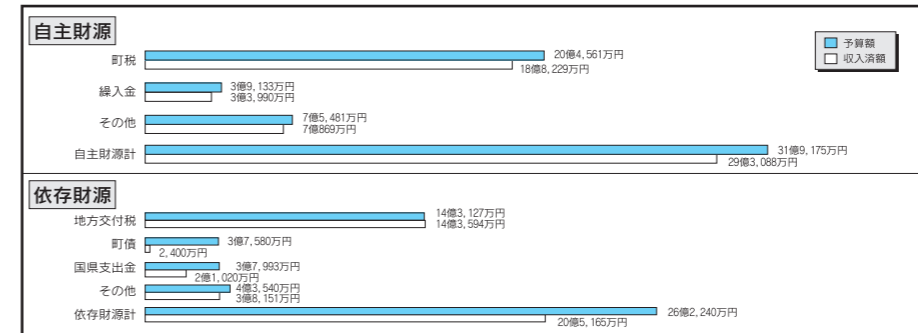 自主財源
予算額
収入済額
町税
20億4,561万円
18億8,229万円
繰入金
3億9,133万円
3億3,990万円
その他
7億5,481万円
7億869万円
自主財源計
31億9,175万円
29億3,088万円
依存財源
地方交付税
14億3,127万円
14億3,594万円
町債
3億7,580万円
2,400万円
国県支出金
3億7,993万円
2億1,020万円
その他
4億3,540万円
3億8,151万円
依存財源計
26億2,240万円
20億5,165万円